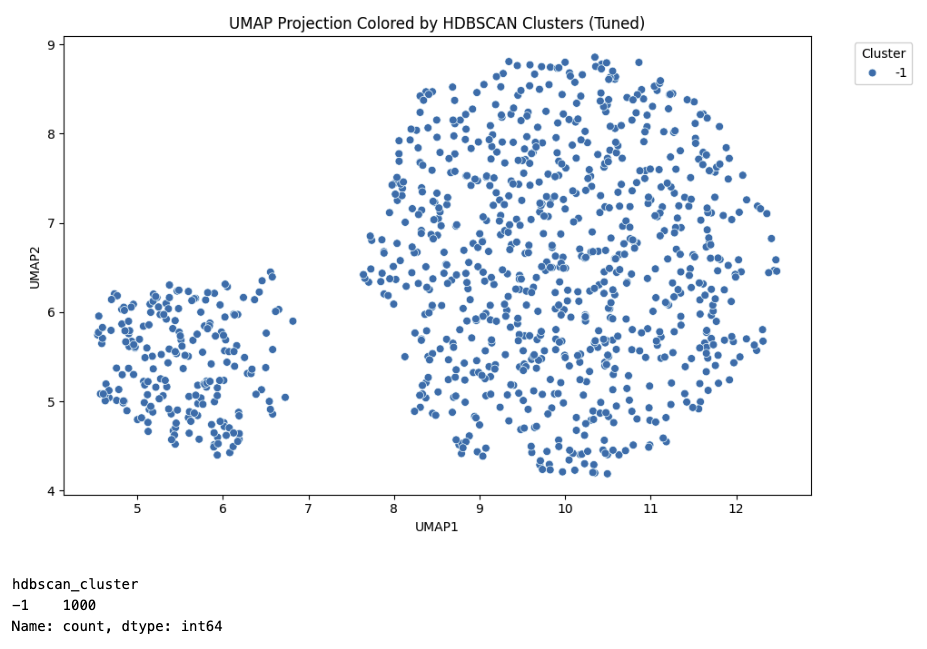 UMAP Projection Colored by HDBSCAN Clusters (Tuned)
Cluster
-1
9
8
7
6
5
4
UMAP2
5 6 7 8 9 10 11 12
UMAP1
hdbscan_cluster
-1    1000
Name: count, dtype: int64